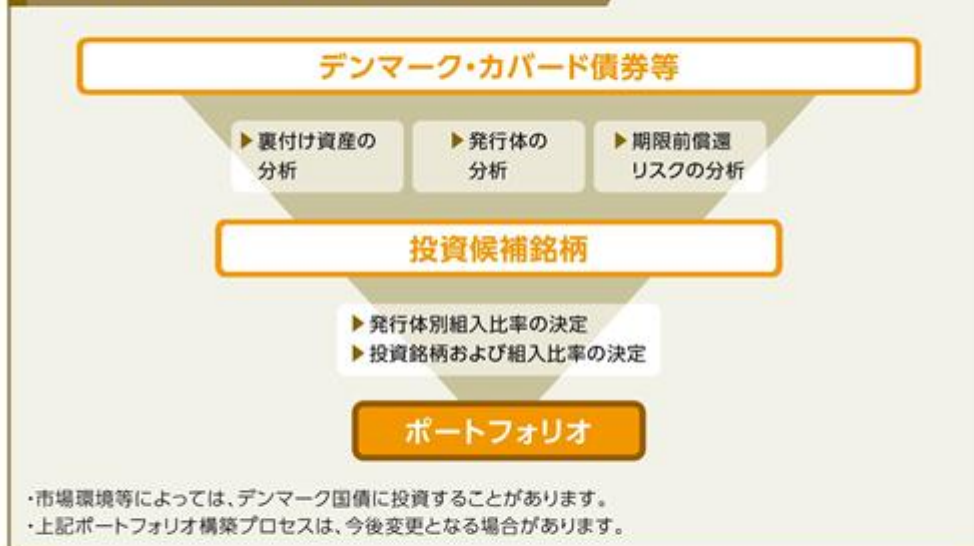 デンマーク・カバード債券等
▶裏付け資産の
分析
▶発行体の
分析
▶期限前償還
リスクの分析
投資候補銘柄
▶発行体別組入比率の決定
▶投資銘柄および組入比率の決定
ポートフォリオ
・市場環境等によっては、デンマーク国債に投資することがあります。
・上記ポートフォリオ構築プロセスは、今後変更となる場合があります。